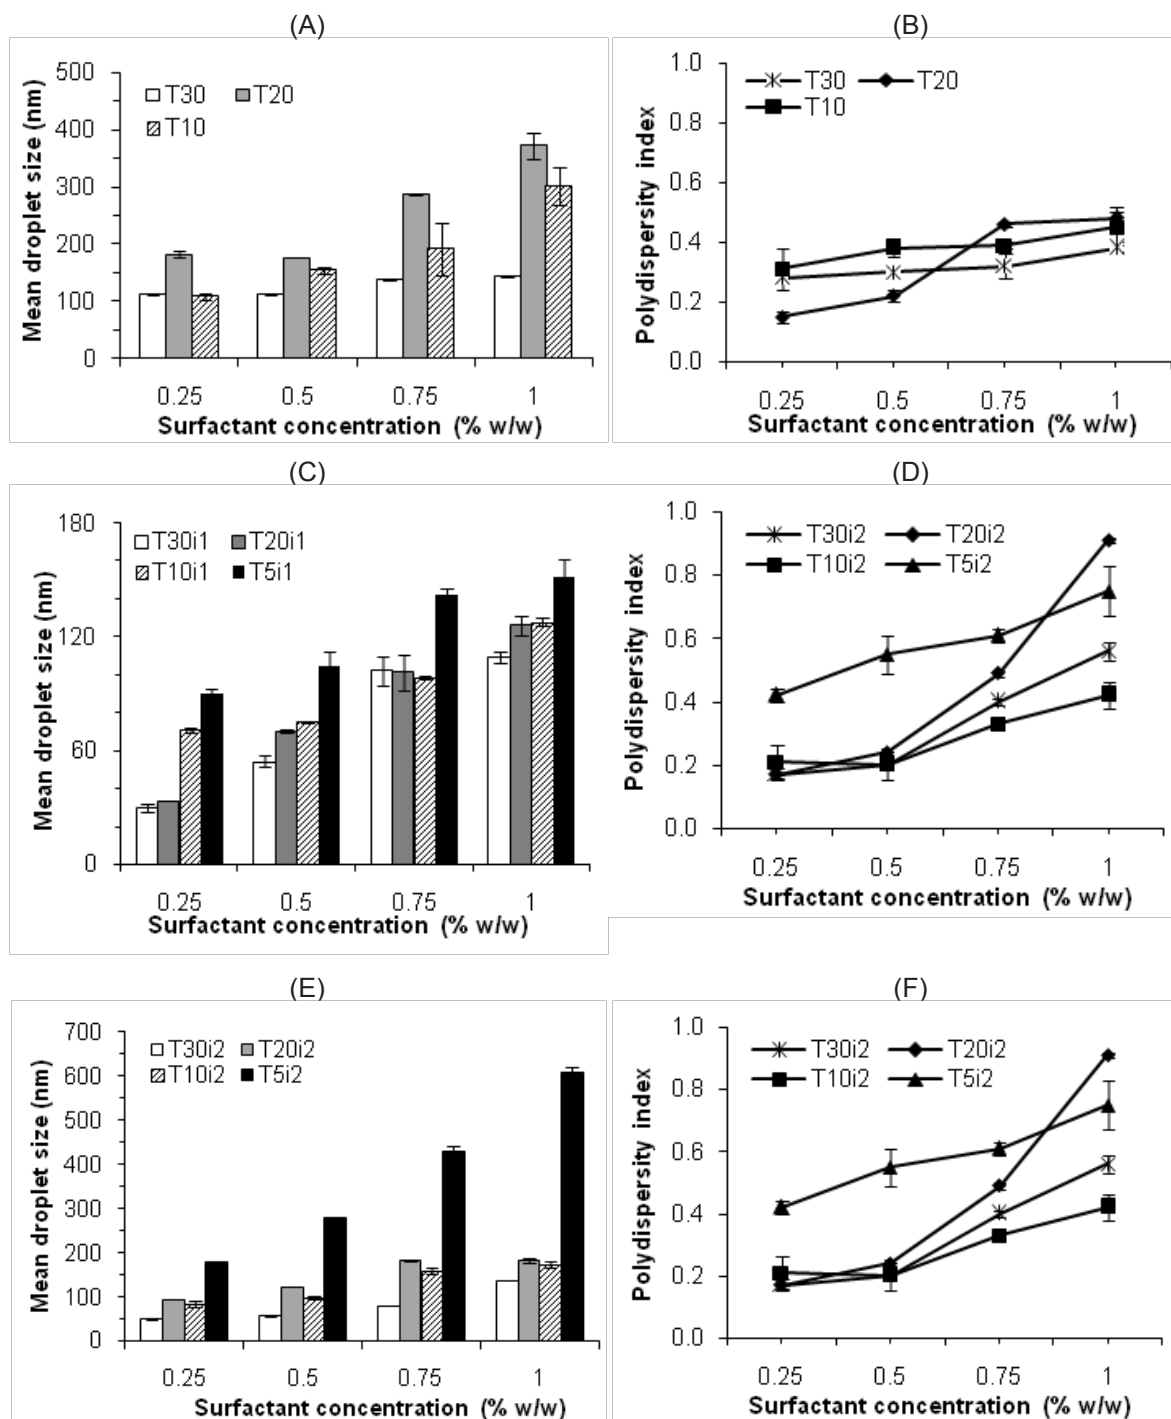 (A)
(B)
Mean droplet size (nm)
500
400
300
200
100
0
T30 T20
T10
0.25 0.5 0.75 1
Surfactant concentration (% w/w)
Polydispersity index
1.0
0.8
0.6
0.4
0.2
0.0
T30 T20
T10
0.25 0.5 0.75 1
Surfactant concentration (% w/w)
(C)
(D)
Mean droplet size (nm)
180
120
60
0
T30i1 T20i1
T10i1 T5i1
0.25 0.5 0.75 1
Surfactant concentration (% w/w)
Polydispersity index
1.0
0.8
0.6
0.4
0.2
0.0
T30i2 T20i2
T10i2 T5i2
0.25 0.5 0.75 1
Surfactant concentration (% w/w)
(E)
(F)
Mean droplet size (nm)
700
600
500
400
300
200
100
0
T30i2 T20i2
T10i2 T5i2
0.25 0.5 0.75 1
Surfactant concentration (% w/w)
Polydispersity index
1.0
0.8
0.6
0.4
0.2
0.0
T30i2 T20i2
T10i2 T5i2
0.25 0.5 0.75 1
Surfactant concentration (% w/w)